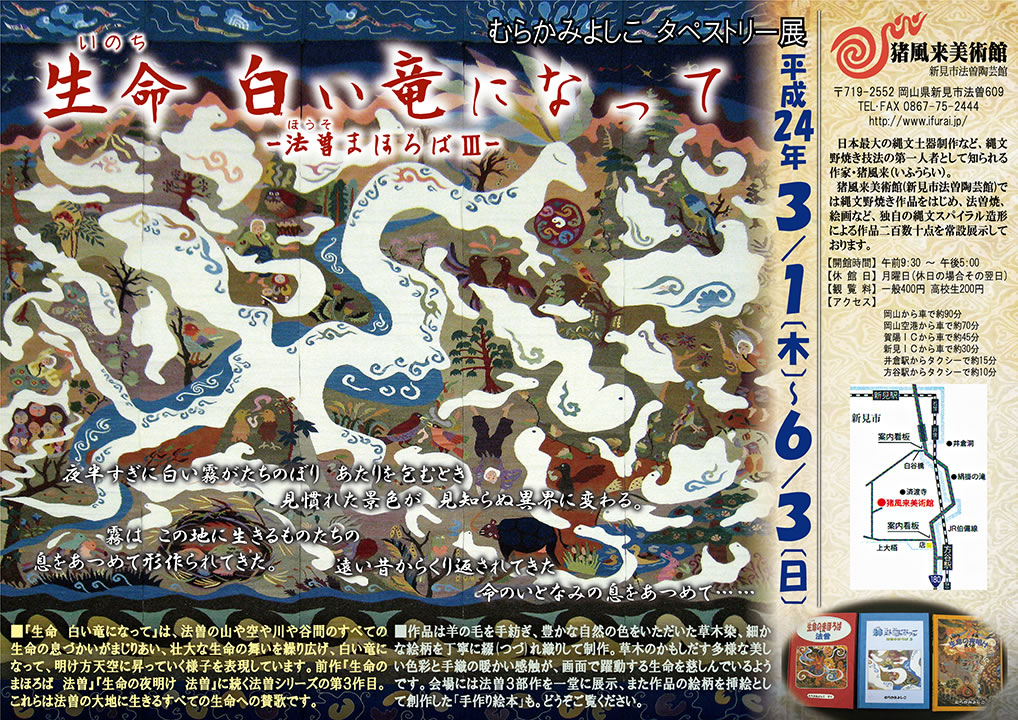 むらかみよしこ タペストリー展
いのち
生命 白い竜になって
ほうそ
-法曽まほろばⅢ-
平成24年 3/1〔木〕~6/3〔日〕
夜半すぎに白い霧がたちのぼり あたりを包むとき
見慣れた景色が、見知らぬ異界に変わる。
霧は この地に生きるものたちの
息をあつめて形作られてきた。
遠い昔からくり返されてきた
命のいとなみの息をあつめて……
■『生命 白い竜になって』は、法曽の山や空や川や谷間のすべての
生命の息づかいがまじりあい、壮大な生命の舞いを繰り広げ、白い竜に
なって、明け方天空に昇っていく様子を表現しています。前作『生命の
まほろば 法曽』『生命の夜明け 法曽』に続く法曽シリーズの第3作目。
これらは法曽の大地に生きるすべての生命への賛歌です。
■作品は羊の毛を手紡ぎ、豊かな自然の色をいただいた草木染、細か
な絵柄を丁寧に綴(つづ)れ織りして制作。草木のかもしだす多様な美し
い色彩と手織の暖かい感触が、画面で躍動する生命を慈しんでいるよう
です。会場には法曽3部作を一堂に展示、また作品の絵柄を挿絵とし
て創作した「手作り絵本」も。どうぞご覧ください。
猪風来美術館
新見市法曽陶芸館
〒719-2552 岡山県新見市法曽609
TEL・FAX 0867-75-2444
http://www.ifurai.jp/
日本最大の縄文土器制作など、縄文
野焼き技法の第一人者として知られる
作家・猪風来(いふうらい)。
猪風来美術館(新見市法曽陶芸館)で
は縄文野焼き作品をはじめ、法曽焼、
絵画など、独自の縄文スパイラル造形
による作品二百数十点を常設展示して
おります。
【開館時間】午前9:30 ~ 午後5:00
【休 館 日】月曜日(休日の場合その翌日)
【観 覧 料】一般400円 高校生200円
【アクセス】
岡山から車で約90分
岡山空港から車で約70分
賀陽ICから車で約45分
新見ICから車で約30分
井倉駅からタクシーで約15分
方谷駅からタクシーで約10分
新見駅
新見市
案内看板
井倉洞
白谷橋
絹掛の滝
済渡寺
猪風来美術館
案内看板
JR伯備線
店
上大栢
方谷駅
180
生命のまほろば
法曽
むらかみよしこ